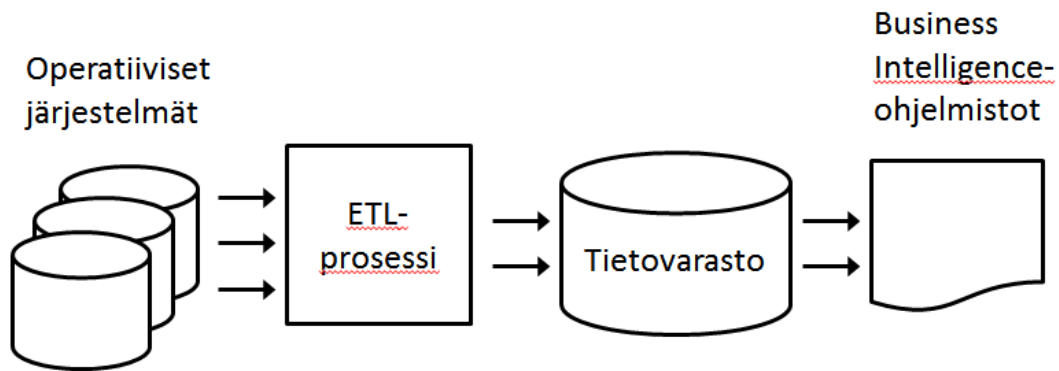 Operatiiviset
järjestelmät
ETL-
prosessi
Tietovarasto
Business
Intelligence-
ohjelmistot